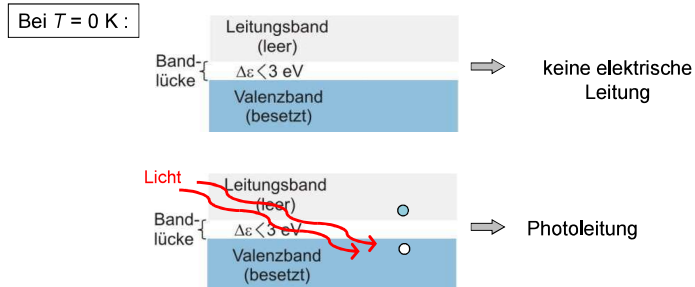 Bei T = 0 K :
Leitungsband
(leer)
Band-
lücke
Δε<3 eV
Valenzband
(besetzt)
keine elektrische
Leitung
Licht
Leitungsband
(leer)
Band-
lücke
Δε<3 eV
Valenzband
(besetzt)
Photoleitung